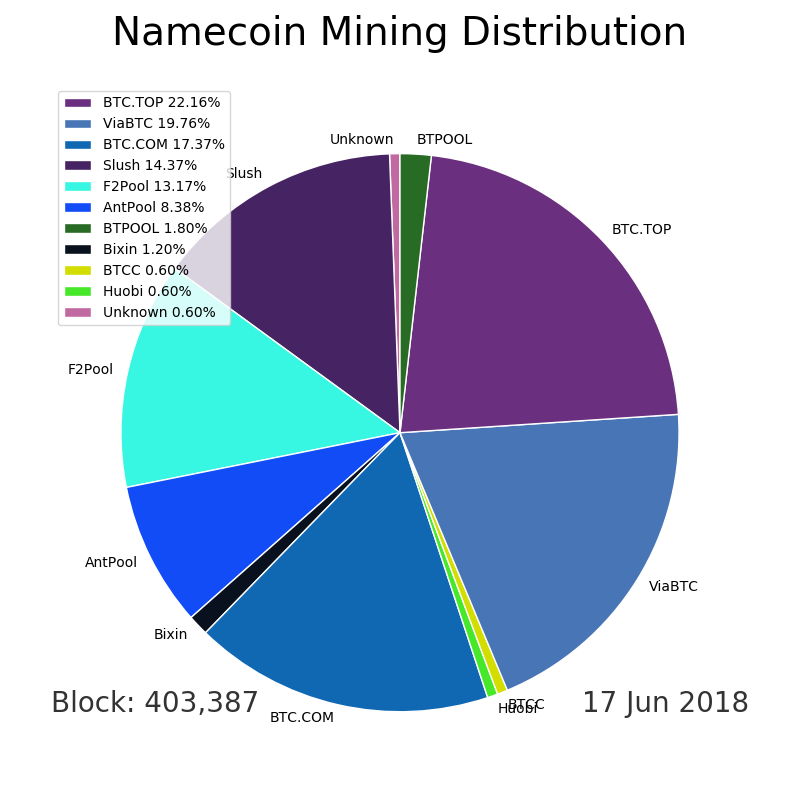 Namecoin Mining Distribution
BTC.TOP 22.16%
ViaBTC 19.76%
BTC.COM 17.37%
Slush 14.37%
F2Pool 13.17%
AntPool 8.38%
BTPOOL 1.80%
Bixin 1.20%
BTCC 0.60%
Huobi 0.60%
Unknown 0.60%
Unknown
BTPOOL
Slush
BTC.TOP
F2Pool
AntPool
ViaBTC
Bixin
BTCC
Huobi
BTC.COM
Block: 403,387
17 Jun 2018